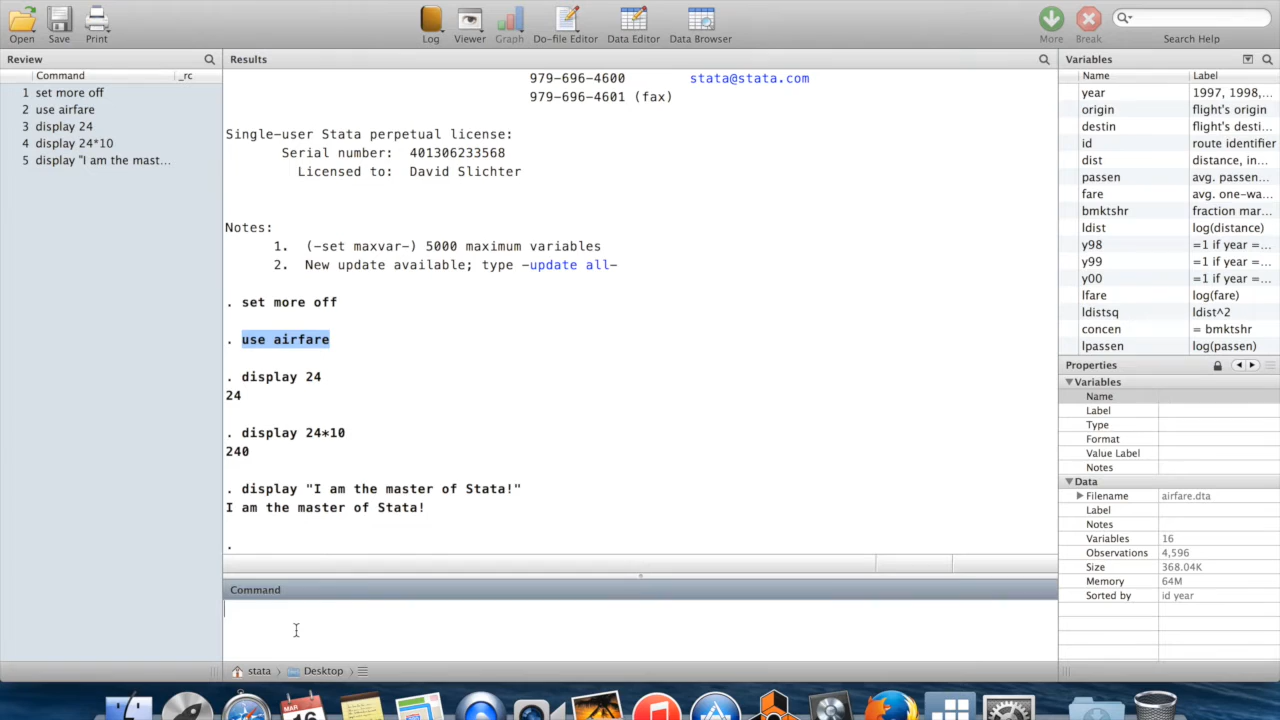 Open Save Print Log Viewer Graph Do-file Editor Data Editor Data Browser More Break Search Help
Review
Command _rc
1 set more off
2 use airfare
3 display 24
4 display 24*10
5 display "I am the mast...
Results
979-696-4600 stata@stata.com
979-696-4601 (fax)
Single-user Stata perpetual license:
Serial number: 401306233568
Licensed to: David Slichter
Notes:
1. (-set maxvar-) 5000 maximum variables
2. New update available; type -update all-
. set more off
. use airfare
. display 24
24
. display 24*10
240
. display "I am the master of Stata!"
I am the master of Stata!
.
Command
stata Desktop
Variables
Name Label
year 1997, 1998,...
origin flight's origin
destin flight's desti...
id route identifier
dist distance, in...
passen avg. passen...
fare avg. one-wa...
bmktshr fraction mar...
ldist log(distance)
y98 =1 if year =...
y99 =1 if year =...
y00 =1 if year =...
lfare log(fare)
ldistsq ldist^2
concen = bmktshr
lpassen log(passen)
Properties
Variables
Name
Label
Type
Format
Value Label
Notes
Data
Filename airfare.dta
Label
Notes
Variables 16
Observations 4,596
Size 368.04K
Memory 64M
Sorted by id year